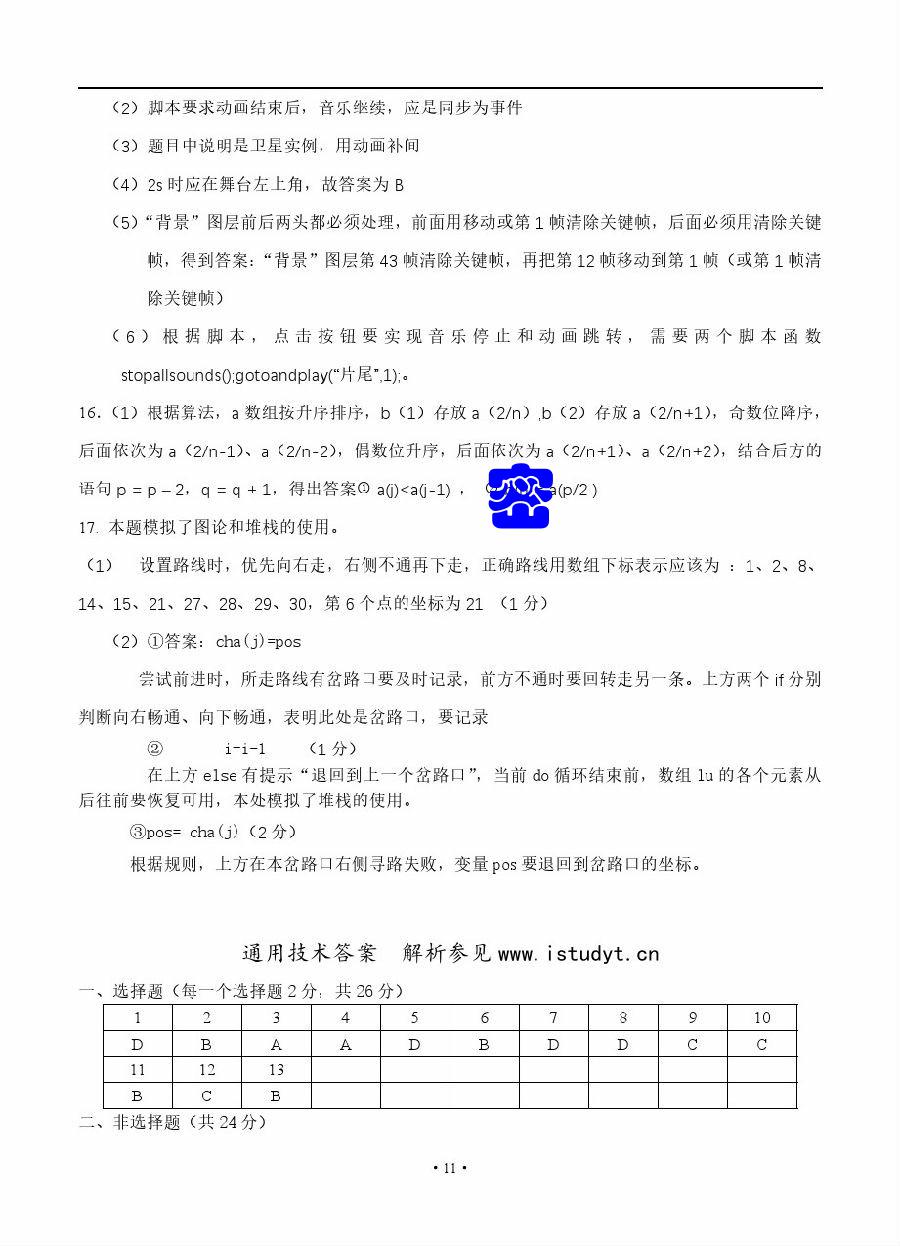 （2）脚本要求动画结束后，音乐继续，应是同步为事件
（3）题目中说明是卫星实例，用动画补间
（4）2s 时应在舞台左上角，故答案为 B
（5）“背景”图层前后两头都必须处理，前面用移动或第 1 帧清除关键帧，后面必须用清除关键
帧，得到答案：“背景”图层第 43 帧清除关键帧，再把第 12 帧移动到第 1 帧（或第 1 帧清
除关键帧）
（6）根据脚本，点击按钮要实现音乐停止和动画跳转，需要两个脚本函数
stopallsounds();gotoandplay(“片尾”,1);。
16.（1）根据算法，a 数组按升序排序，b（1）存放 a（2/n）,b（2）存放 a（2/n+1），奇数位降序，
后面依次为 a（2/n-1）、a（2/n-2），偶数位升序，后面依次为 a（2/n+1）、a（2/n+2），结合后方的
语句 p = p – 2，q = q + 1，得出答案① a(j)<a(j-1) ， a(p/2 )
17. 本题模拟了图论和堆栈的使用。
（1） 设置路线时，优先向右走，右侧不通再下走，正确路线用数组下标表示应该为 ：1、2、8、
14、15、21、27、28、29、30，第 6 个点的坐标为 21 （1 分）
（2）①答案：cha(j)=pos
尝试前进时，所走路线有岔路口要及时记录，前方不通时要回转走另一条。上方两个 if 分别
判断向右畅通、向下畅通，表明此处是岔路口，要记录
② i-i-1 （1 分）
在上方 else 有提示“退回到上一个岔路口”，当前 do 循环结束前，数组 lu 的各个元素从
后往前要恢复可用，本处模拟了堆栈的使用。
③pos= cha(j)（2 分）
根据规则，上方在本岔路口右侧寻路失败，变量 pos 要退回到岔路口的坐标。
通用技术答案 解析参见 www.istudyt.cn
一、选择题（每一个选择题 2 分，共 26 分）
1 2 3 4 5 6 7 8 9 10
D B A A D B D D C C
11 12 13
B C B
二、非选择题（共 24 分）
· 11 ·